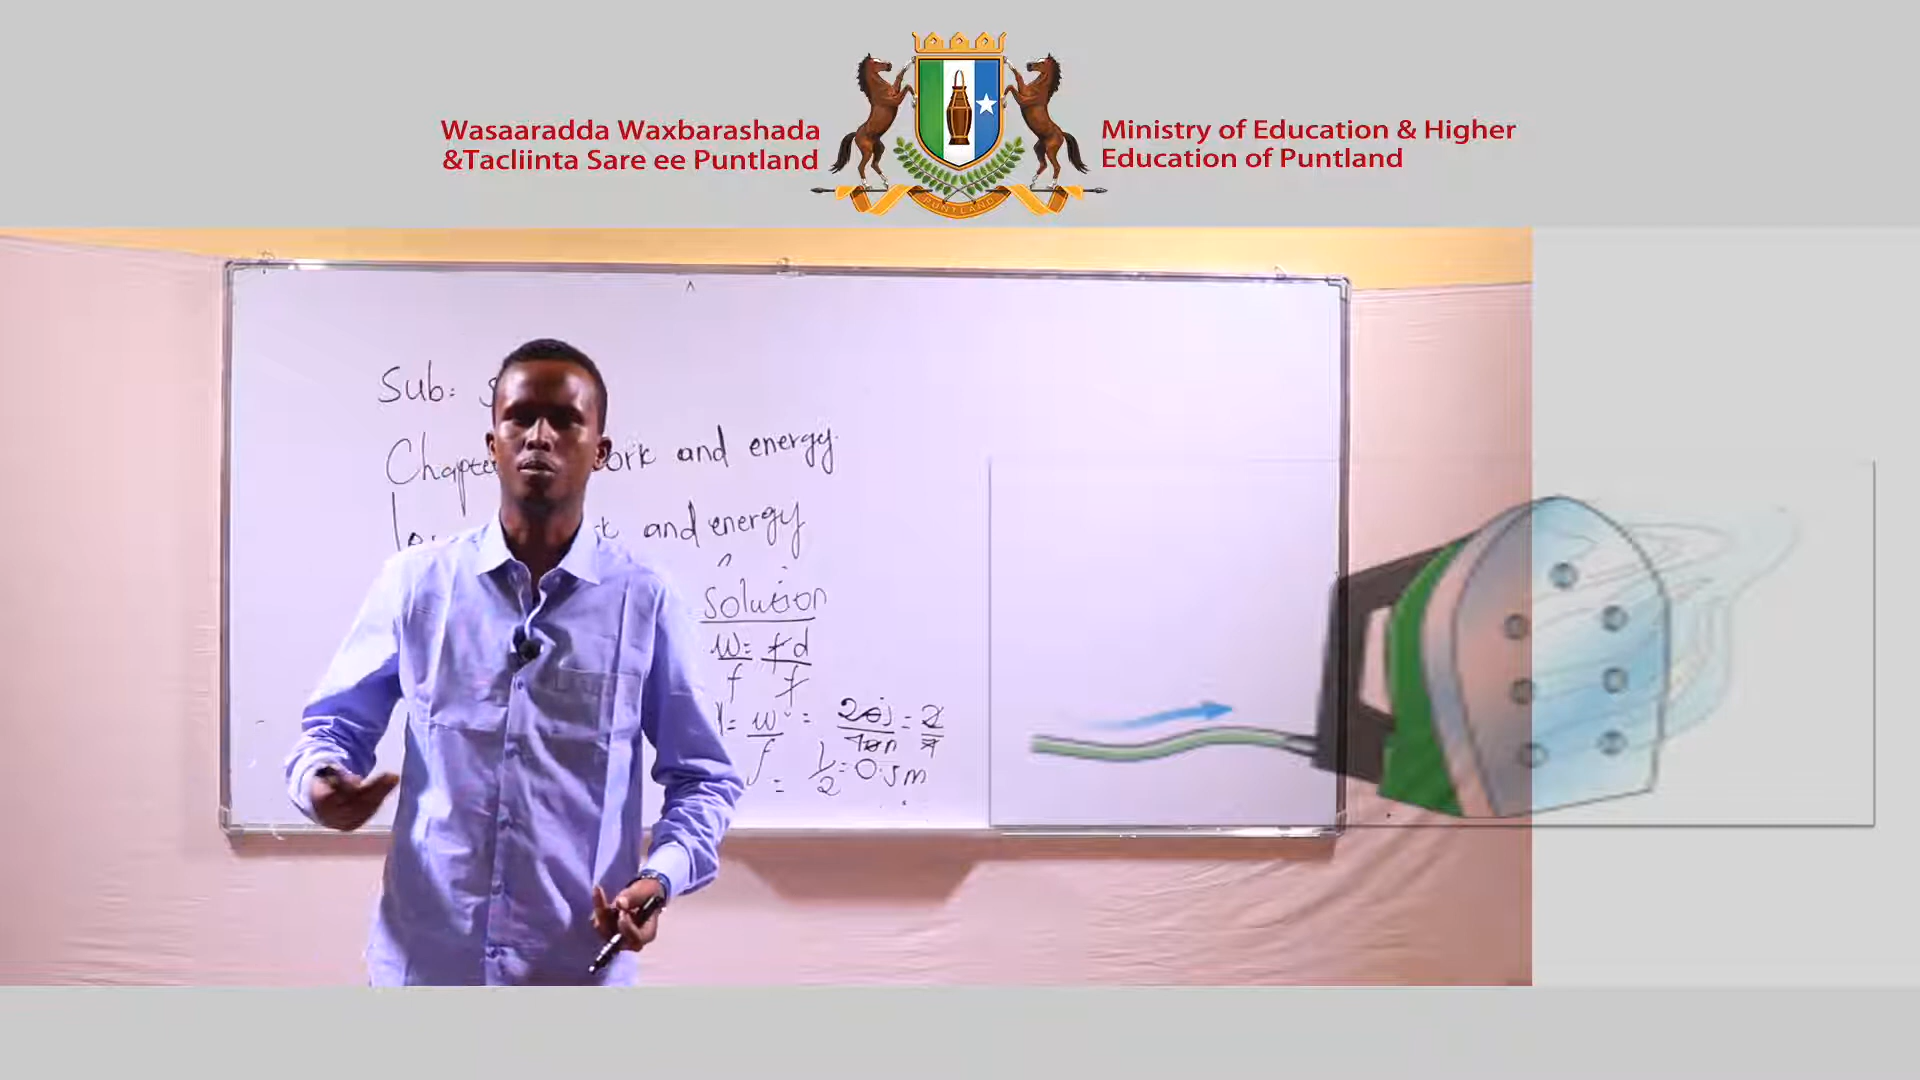 Wasaaradda Waxbarashada
&Tacliinta Sare ee Puntland
PUNTLAND
Ministry of Education & Higher
Education of Puntland
Sub: S
Chapte ork and energy
and energy
Solution
W = f d
f f
= w = 20j = 2
f 40n 4
= 1/2 = 0.5m